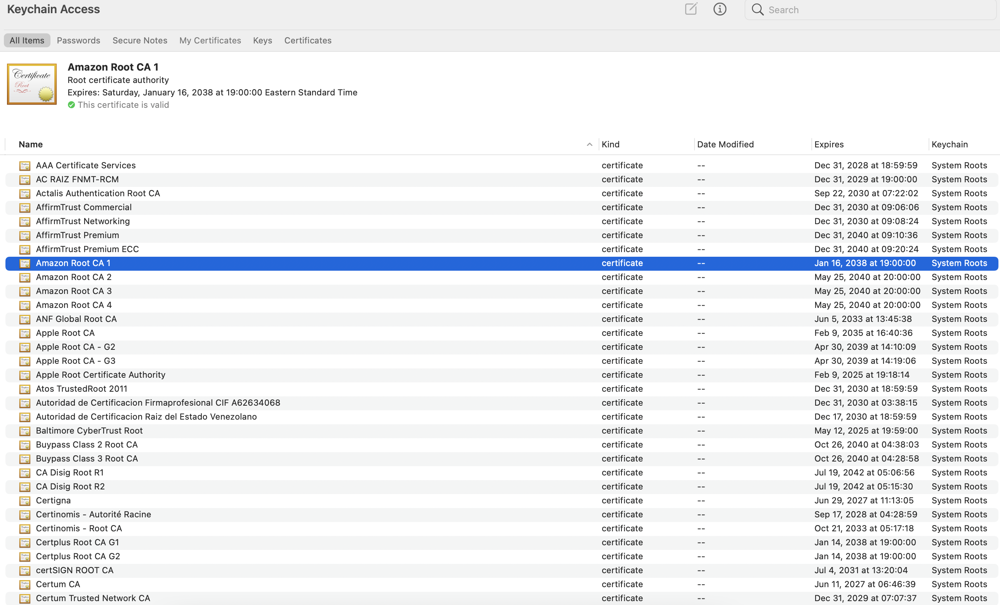 Keychain Access
Search
All Items Passwords Secure Notes My Certificates Keys Certificates
Certificate
Root
Amazon Root CA 1
Root certificate authority
Expires: Saturday, January 16, 2038 at 19:00:00 Eastern Standard Time
This certificate is valid
Name Kind Date Modified Expires Keychain
AAA Certificate Services certificate -- Dec 31, 2028 at 18:59:59 System Roots
AC RAIZ FNMT-RCM certificate -- Dec 31, 2029 at 19:00:00 System Roots
Actalis Authentication Root CA certificate -- Sep 22, 2030 at 07:22:02 System Roots
AffirmTrust Commercial certificate -- Dec 31, 2030 at 09:06:06 System Roots
AffirmTrust Networking certificate -- Dec 31, 2030 at 09:08:24 System Roots
AffirmTrust Premium certificate -- Dec 31, 2040 at 09:10:36 System Roots
AffirmTrust Premium ECC certificate -- Dec 31, 2040 at 09:20:24 System Roots
Amazon Root CA 1 certificate -- Jan 16, 2038 at 19:00:00 System Roots
Amazon Root CA 2 certificate -- May 25, 2040 at 20:00:00 System Roots
Amazon Root CA 3 certificate -- May 25, 2040 at 20:00:00 System Roots
Amazon Root CA 4 certificate -- May 25, 2040 at 20:00:00 System Roots
ANF Global Root CA certificate -- Jun 5, 2033 at 13:45:38 System Roots
Apple Root CA certificate -- Feb 9, 2035 at 16:40:36 System Roots
Apple Root CA - G2 certificate -- Apr 30, 2039 at 14:10:09 System Roots
Apple Root CA - G3 certificate -- Apr 30, 2039 at 14:19:06 System Roots
Apple Root Certificate Authority certificate -- Feb 9, 2025 at 19:18:14 System Roots
Atos TrustedRoot 2011 certificate -- Dec 31, 2030 at 18:59:59 System Roots
Autoridad de Certificacion Firmaprofesional CIF A62634068 certificate -- Dec 31, 2030 at 03:38:15 System Roots
Autoridad de Certificacion Raiz del Estado Venezolano certificate -- Dec 17, 2030 at 18:59:59 System Roots
Baltimore CyberTrust Root certificate -- May 12, 2025 at 19:59:00 System Roots
Buypass Class 2 Root CA certificate -- Oct 26, 2040 at 04:38:03 System Roots
Buypass Class 3 Root CA certificate -- Oct 26, 2040 at 04:28:58 System Roots
CA Disig Root R1 certificate -- Jul 19, 2042 at 05:06:56 System Roots
CA Disig Root R2 certificate -- Jul 19, 2042 at 05:15:30 System Roots
Certigna certificate -- Jun 29, 2027 at 11:13:05 System Roots
Certinomis - Autorité Racine certificate -- Sep 17, 2028 at 04:28:59 System Roots
Certinomis - Root CA certificate -- Oct 21, 2033 at 05:17:18 System Roots
Certplus Root CA G1 certificate -- Jan 14, 2038 at 19:00:00 System Roots
Certplus Root CA G2 certificate -- Jan 14, 2038 at 19:00:00 System Roots
certSIGN ROOT CA certificate -- Jul 4, 2031 at 13:20:04 System Roots
Certum CA certificate -- Jun 11, 2027 at 06:46:39 System Roots
Certum Trusted Network CA certificate -- Dec 31, 2029 at 07:07:37 System Roots